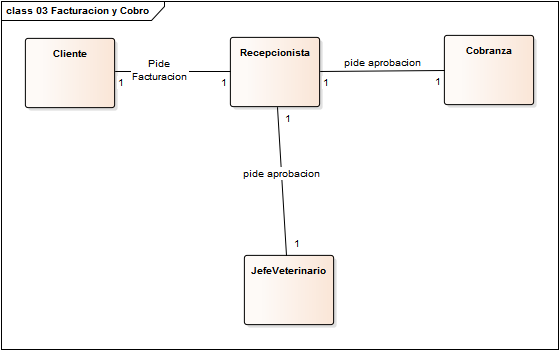 class 03 Facturacion y Cobro
Cliente
Recepcionista
Cobranza
Pide
Facturacion
pide aprobacion
1
1
1
1
1
pide aprobacion
1
JefeVeterinario